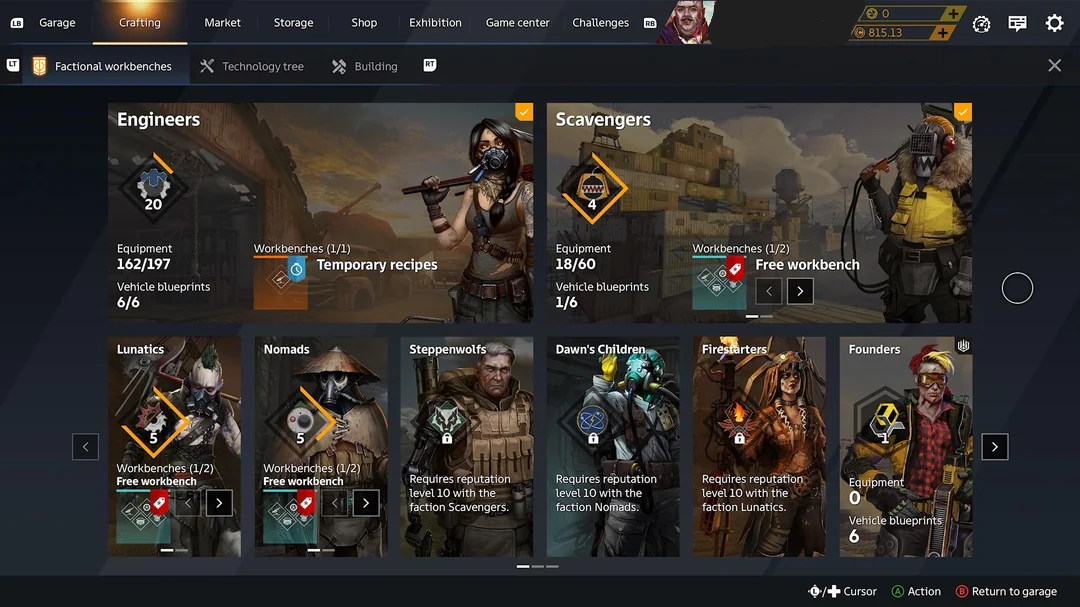 LB Garage Crafting Market Storage Shop Exhibition Game center Challenges RB 0
815.13
LT Factional workbenches Technology tree Building RT
Engineers
20
Equipment
162/197
Vehicle blueprints
6/6
Workbenches (1/1)
Temporary recipes
Scavengers
4
Equipment
18/60
Vehicle blueprints
1/6
Workbenches (1/2)
Free workbench
Lunatics
5
Workbenches (1/2)
Free workbench
Nomads
5
Workbenches (1/2)
Free workbench
Steppenwolfs
Requires reputation
level 10 with the
faction Scavengers.
Dawn's Children
Requires reputation
level 10 with the
faction Nomads.
Firestarters
Requires reputation
level 10 with the
faction Lunatics.
Founders
1
Equipment
0
Vehicle blueprints
6
L/ Cursor A Action B Return to garage